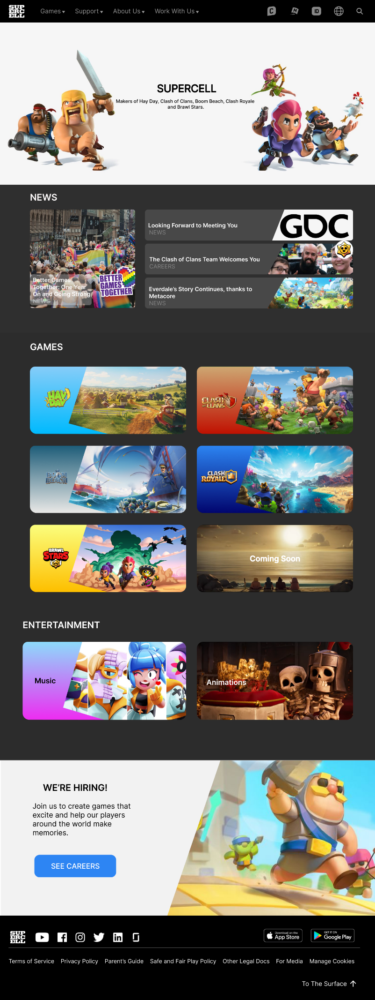 SUP
ERC
ELL
Games
Support
About Us
Work With Us
C
M
ID
SUPERCELL
Makers of Hay Day, Clash of Clans, Boom Beach, Clash Royale
and Brawl Stars.
NEWS
Better Games
Together: One Year
On and Going Strong
NEWS
BETTER
GAMES
TOGETHER
Looking Forward to Meeting You
NEWS
GDC
The Clash of Clans Team Welcomes You
CAREERS
Everdale's Story Continues, thanks to
Metacore
NEWS
GAMES
HAY
DAY
CLASH
OF CLANS
BOOM
BEACH
CLASH
ROYALE
BRAWL
STARS
Coming Soon
ENTERTAINMENT
Music
Animations
WE'RE HIRING!
Join us to create games that
excite and help our players
around the world make
memories.
SEE CAREERS
SUP
ERC
ELL
Download on the
App Store
GET IT ON
Google Play
Terms of Service
Privacy Policy
Parent's Guide
Safe and Fair Play Policy
Other Legal Docs
For Media
Manage Cookies
To The Surface